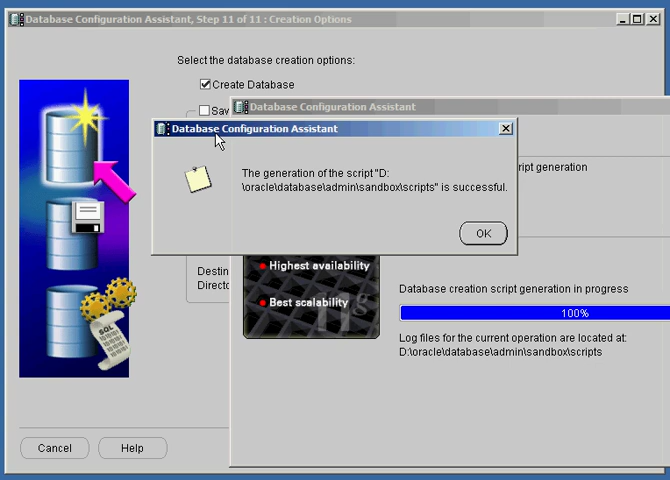 Database Configuration Assistant, Step 11 of 11 : Creation Options
Select the database creation options:
Create Database
Database Configuration Assistant
Database Configuration Assistant
The generation of the script "D:
\oracle\database\admin\sandbox\scripts" is successful.
OK
ript generation
Destin
Directo
Highest availability
Best scalability
11g
Database creation script generation in progress
100%
Log files for the current operation are located at:
D:\oracle\database\admin\sandbox\scripts
SQL
Cancel
Help